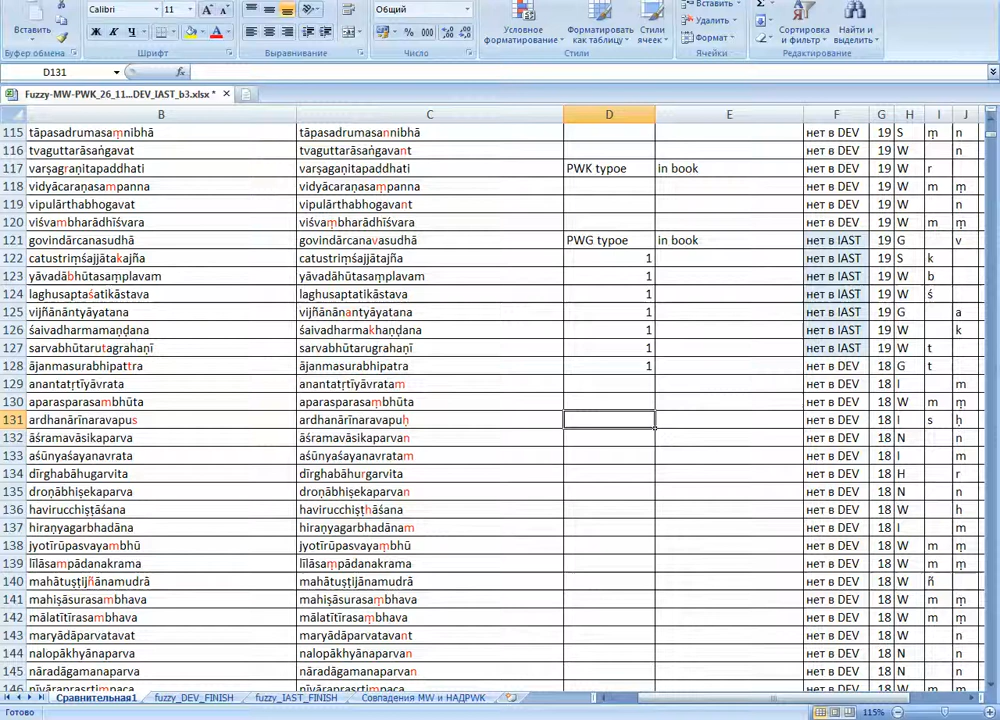 Вставить
Calibri 11
Ж К Ч
Общий
% 000
Условное форматирование
Форматировать как таблицу
Стили ячеек
Вставить
Удалить
Формат
Сортировка и фильтр
Найти и выделить
Буфер обмена Шрифт Выравнивание Число Стили Ячейки Редактирование
D131 fx
Fuzzy-MW-PWK_26_11...DEV_IAST_b3.xlsx *
B C D E F G H I J
115 tāpasadrumasaṃnibhā tāpasadrumasannibhā нет в DEV 19 S ṃ n
116 tvaguttarāsaṅgavat tvaguttarāsaṅgavant нет в DEV 19 W n
117 varṣagranitapaddhati varṣagaṇitapaddhati PWK typoe in book нет в DEV 19 W r
118 vidyācaraṇasampanna vidyācaraṇasaṃpanna нет в DEV 19 W m ṃ
119 vipulārthabhogavat vipulārthabhogavant нет в DEV 19 W n
120 viśvambharādhīśvara viśvaṃbharādhīśvara нет в DEV 19 W m ṃ
121 govindārcanasudhā govindārcanavasudhā PWG typoe in book нет в IAST 19 G v
122 catustriṃśajjātakajña catustriṃśajjātajña 1 нет в IAST 19 S k
123 yāvadābhūtasaṃplavam yāvadāhūtasaṃplavam 1 нет в IAST 19 W b
124 laghusaptaśatikāstava laghusaptatikāstava 1 нет в IAST 19 W ś
125 vijñānāntyāyatana vijñānānantyāyatana 1 нет в IAST 19 G a
126 śaivadharmamaṇḍana śaivadharmakhaṇḍana 1 нет в IAST 19 W k
127 sarvabhūtarutagrahaṇī sarvabhūtarugrahaṇī 1 нет в IAST 19 W t
128 ājanmasurabhipattra ājanmasurabhipatra 1 нет в DEV 18 G t
129 anantatṛtīyāvrata anantatṛtīyāvratam нет в DEV 18 I m
130 aparasparasambhūta aparasparasaṃbhūta нет в DEV 18 W m ṃ
131 ardhanārīnaravapus ardhanārīnaravapuḥ нет в DEV 18 I s ḥ
132 āśramavāsikaparva āśramavāsikaparvan нет в DEV 18 N n
133 aśūnyaśayanavrata aśūnyaśayanavratam нет в DEV 18 I m
134 dīrghabāhugarvita dīrghabāhurgarvita нет в DEV 18 H r
135 droṇābhiṣekaparva droṇābhiṣekaparvan нет в DEV 18 N n
136 havirucchiṣṭāśana havirucchiṣṭhāśana нет в DEV 18 W h
137 hiraṇyagarbhadāna hiraṇyagarbhadānam нет в DEV 18 I m
138 jyotīrūpasvayambhū jyotīrūpasvayaṃbhū нет в DEV 18 W m ṃ
139 līlāsampādanakrama līlāsaṃpādanakrama нет в DEV 18 W m ṃ
140 mahātuṣṭijñānamudrā mahātuṣṭijānamudrā нет в DEV 18 W ñ
141 mahiṣāsurasambhava mahiṣāsurasaṃbhava нет в DEV 18 W m ṃ
142 mālatītīrasambhava mālatītīrasaṃbhava нет в DEV 18 W m ṃ
143 maryādāparvatavat maryādāparvatavant нет в DEV 18 W n
144 nalopākhyānaparva nalopākhyānaparvan нет в DEV 18 N n
145 nāradāgamanaparva nāradāgamanaparvan нет в DEV 18 N n
146 нет в DEV 18 W m ṃ
Сравнительная1 fuzzy_DEV_FINISH fuzzy_IAST_FINISH Совпадения MW и НАДPWK
Готово 115%